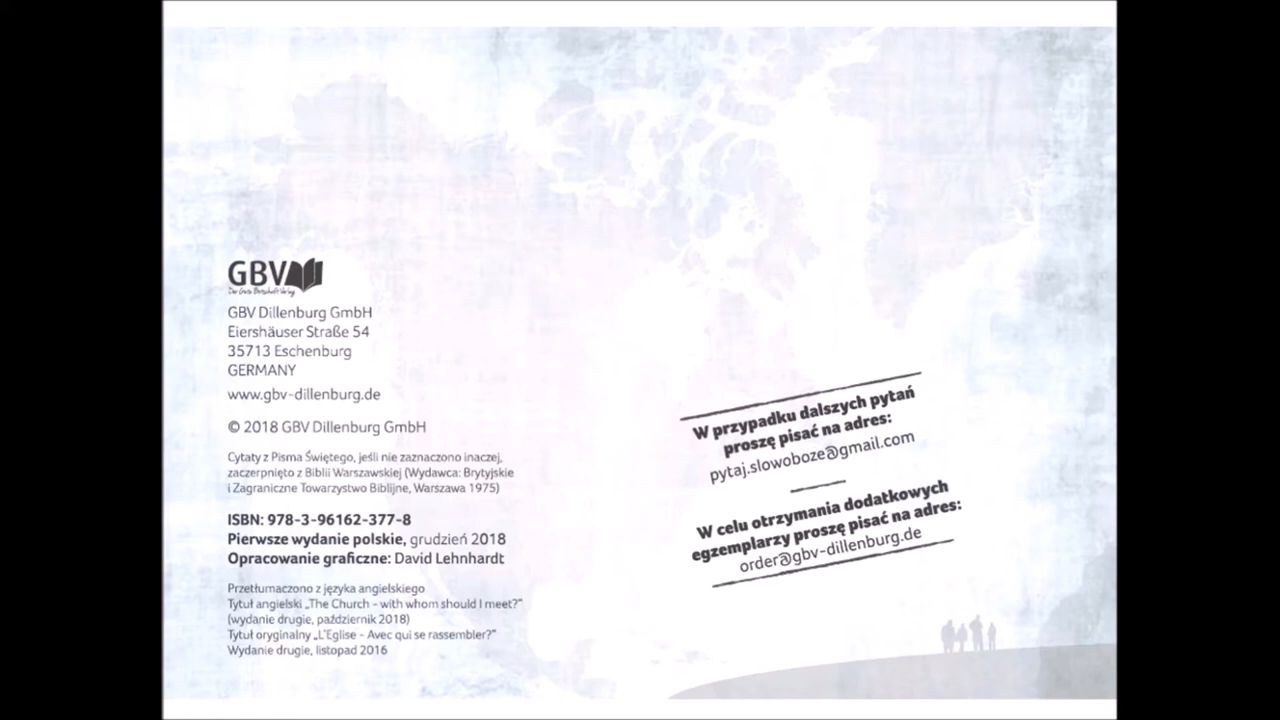 GBV
Der Gute Botschaft Verlag
GBV Dillenburg GmbH
Eiershäuser Straße 54
35713 Eschenburg
GERMANY
www.gbv-dillenburg.de
© 2018 GBV Dillenburg GmbH
Cytaty z Pisma Świętego, jeśli nie zaznaczono inaczej,
zaczerpnięto z Biblii Warszawskiej (Wydawca: Brytyjskie
i Zagraniczne Towarzystwo Biblijne, Warszawa 1975)
ISBN: 978-3-96162-377-8
Pierwsze wydanie polskie, grudzień 2018
Opracowanie graficzne: David Lehnhardt
Przetłumaczono z języka angielskiego
Tytuł angielski „The Church - with whom should I meet?“
(wydanie drugie, październik 2018)
Tytuł oryginalny „L'Eglise - Avec qui se rassembler?“
Wydanie drugie, listopad 2016
W przypadku dalszych pytań
proszę pisać na adres:
pytaj.slowoboze@gmail.com
W celu otrzymania dodatkowych
egzemplarzy proszę pisać na adres:
order@gbv-dillenburg.de